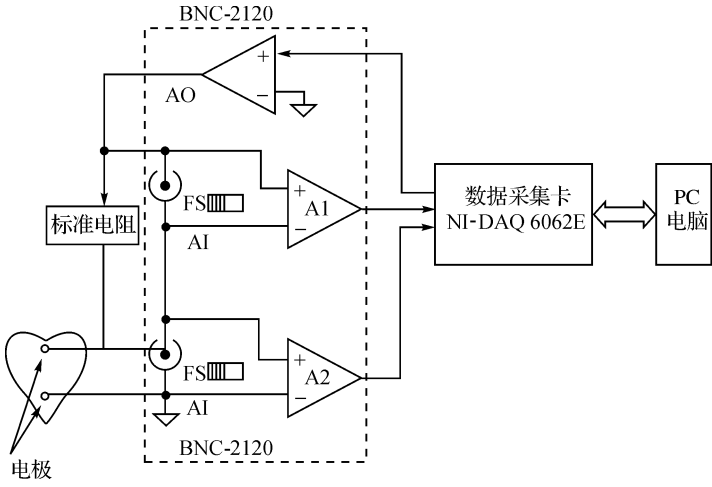 BNC-2120
+
AO
−
FS
+
A1
−
AI
标准电阻
数据采集卡
NI-DAQ 6062E
PC
电脑
FS
+
A2
−
AI
BNC-2120
电极